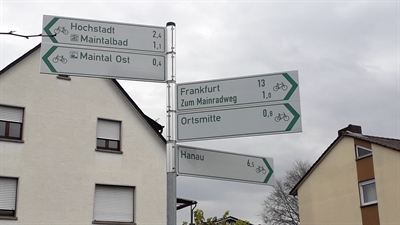 Hochstadt 2,4
Maintalbad 1,1
Maintal Ost 0,4
Frankfurt 13
Zum Mainradweg 1,0
Ortsmitte 0,8
Hanau 6,5